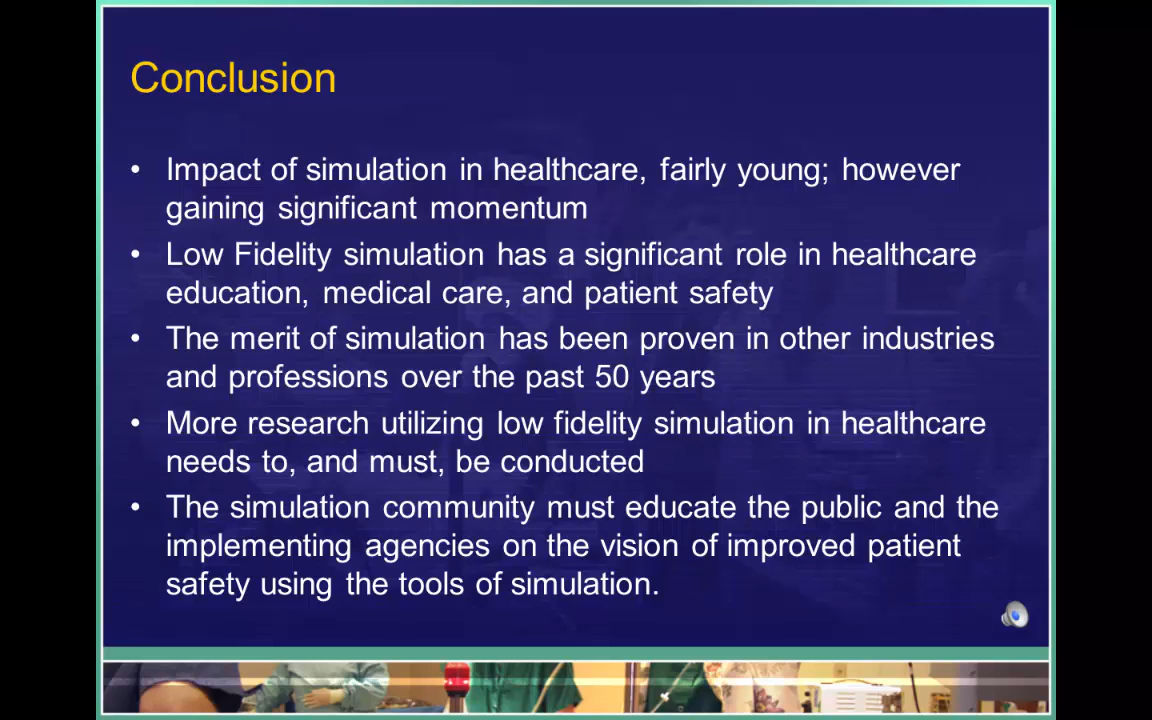 Conclusion
• Impact of simulation in healthcare, fairly young; however
gaining significant momentum
• Low Fidelity simulation has a significant role in healthcare
education, medical care, and patient safety
• The merit of simulation has been proven in other industries
and professions over the past 50 years
• More research utilizing low fidelity simulation in healthcare
needs to, and must, be conducted
• The simulation community must educate the public and the
implementing agencies on the vision of improved patient
safety using the tools of simulation.